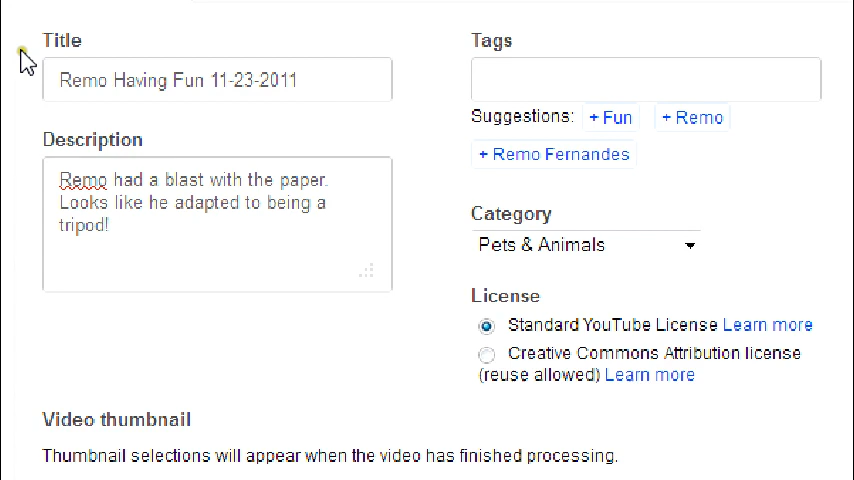 Title
Remo Having Fun 11-23-2011
Description
Remo had a blast with the paper.
Looks like he adapted to being a
tripod!
Tags
Suggestions: + Fun + Remo
+ Remo Fernandes
Category
Pets & Animals
License
Standard YouTube License Learn more
Creative Commons Attribution license
(reuse allowed) Learn more
Video thumbnail
Thumbnail selections will appear when the video has finished processing.